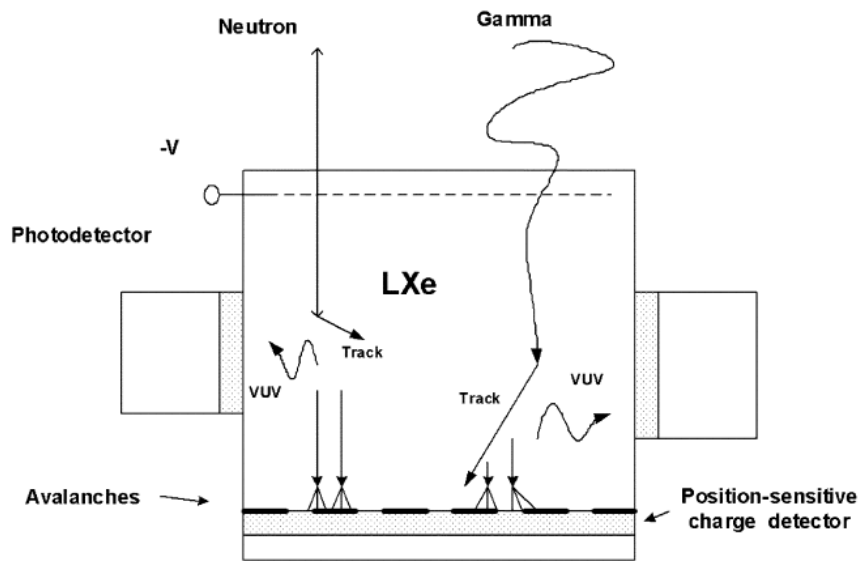 Neutron
Gamma
-V
Photodetector
LXe
Track
VUV
Track
VUV
Avalanches
Position-sensitive
charge detector